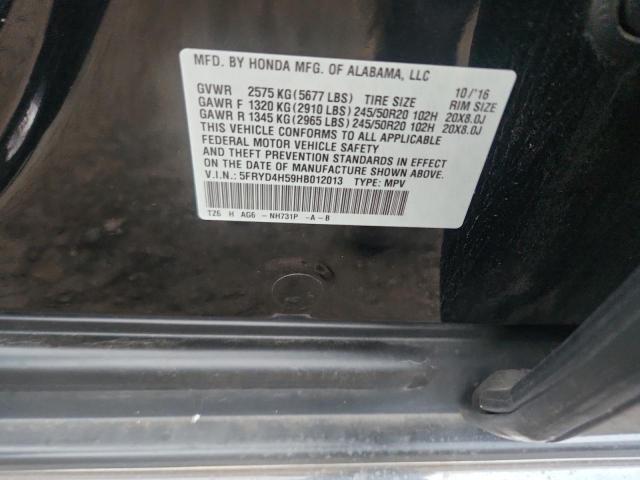 MFD. BY HONDA MFG. OF ALABAMA, LLC
GVWR 2575 KG(5677 LBS) TIRE SIZE 10/'16 RIM SIZE
GAWR F 1320 KG(2910 LBS) 245/50R20 102H 20X8.0J
GAWR R 1345 KG(2965 LBS) 245/50R20 102H 20X8.0J
THIS VEHICLE CONFORMS TO ALL APPLICABLE
FEDERAL MOTOR VEHICLE SAFETY
AND THEFT PREVENTION STANDARDS IN EFFECT
ON THE DATE OF MANUFACTURE SHOWN ABOVE.
V.I.N.: 5FRYD4H59HB012013 TYPE: MPV
TZ6 H AG6 -NH731P -A-B